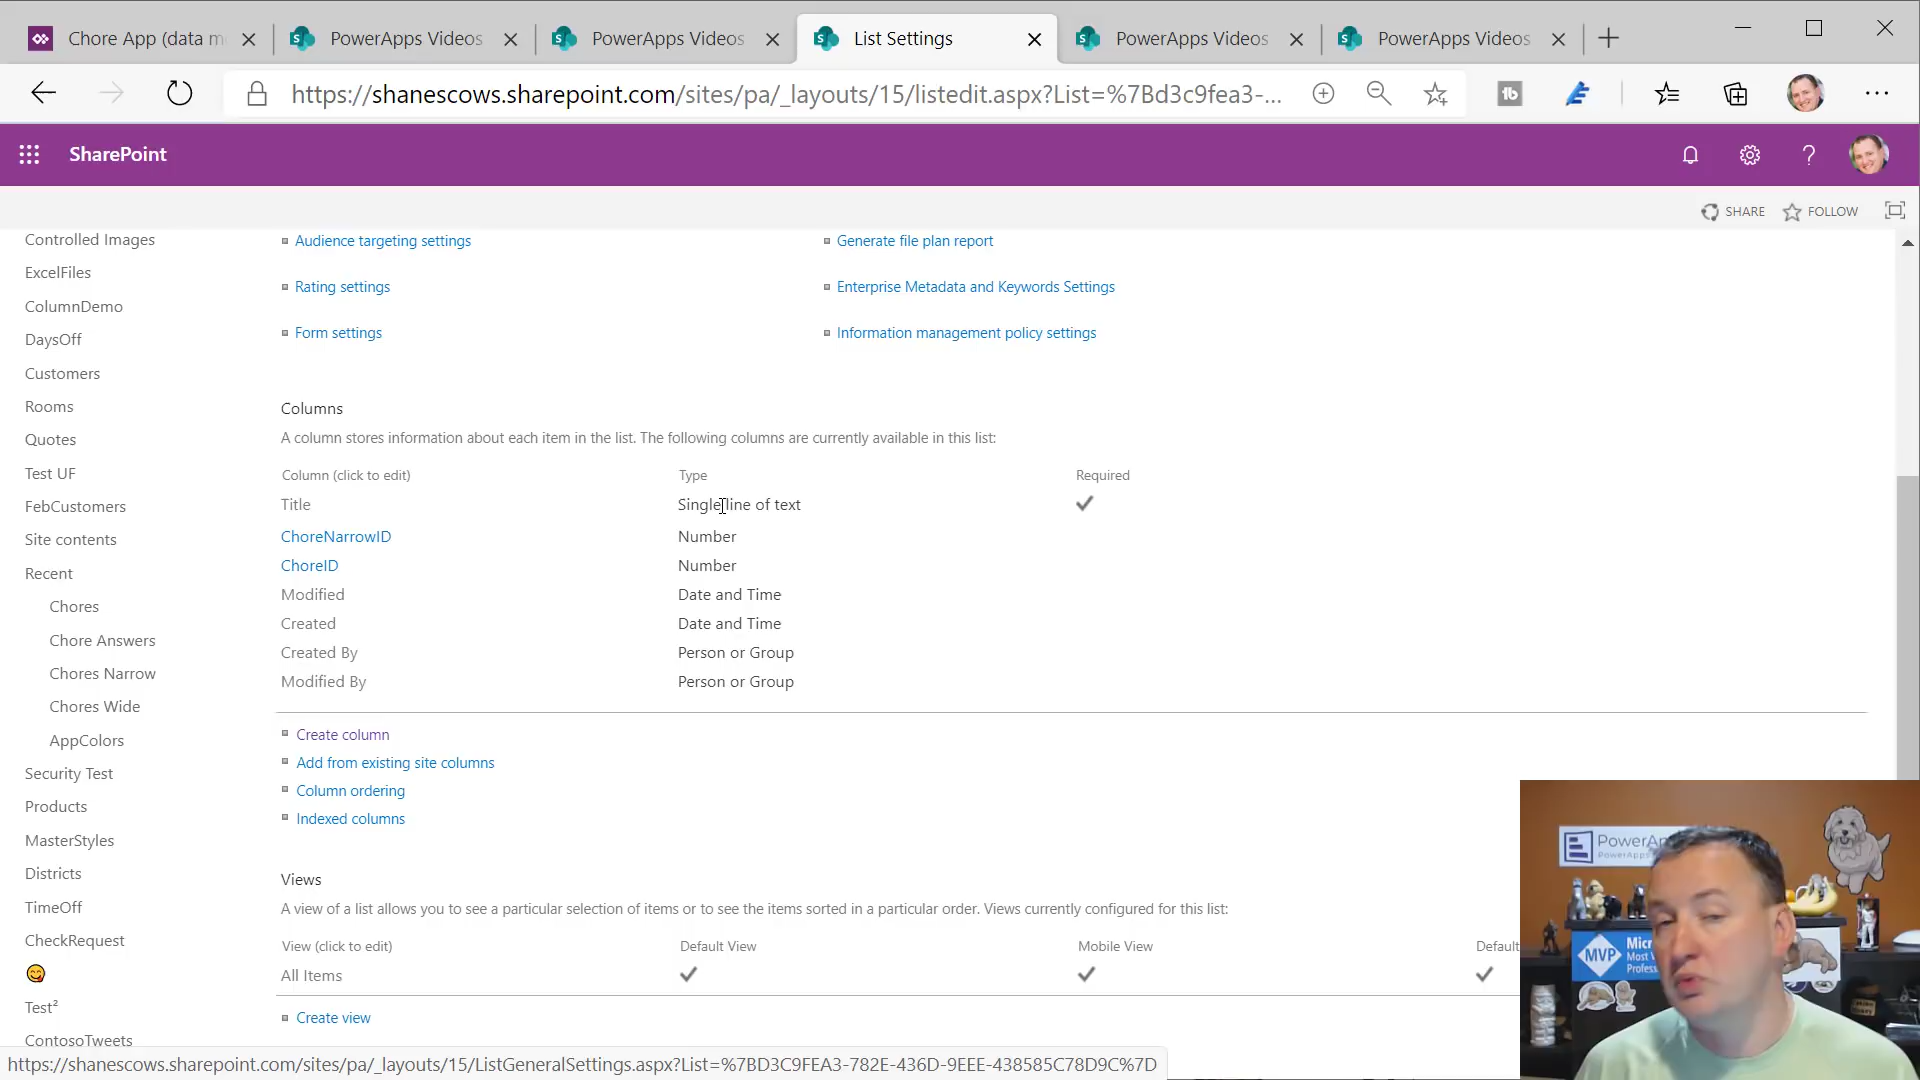 Chore App (data m
PowerApps Videos
PowerApps Videos
List Settings
PowerApps Videos
PowerApps Videos
https://shanescows.sharepoint.com/sites/pa/_layouts/15/listedit.aspx?List=%7Bd3c9fea3-...
SharePoint
SHARE
FOLLOW
Controlled Images
ExcelFiles
ColumnDemo
DaysOff
Customers
Rooms
Quotes
Test UF
FebCustomers
Site contents
Recent
Chores
Chore Answers
Chores Narrow
Chores Wide
AppColors
Security Test
Products
MasterStyles
Districts
TimeOff
CheckRequest
😋
Test²
ContosoTweets
Audience targeting settings
Generate file plan report
Rating settings
Enterprise Metadata and Keywords Settings
Form settings
Information management policy settings
Columns
A column stores information about each item in the list. The following columns are currently available in this list:
Column (click to edit) Type Required
Title Single line of text
ChoreNarrowID Number
ChoreID Number
Modified Date and Time
Created Date and Time
Created By Person or Group
Modified By Person or Group
Create column
Add from existing site columns
Column ordering
Indexed columns
Views
A view of a list allows you to see a particular selection of items or to see the items sorted in a particular order. Views currently configured for this list:
View (click to edit) Default View Mobile View Default
All Items
Create view
https://shanescows.sharepoint.com/sites/pa/_layouts/15/ListGeneralSettings.aspx?List=%7BD3C9FEA3-782E-436D-9EEE-438585C78D9C%7D
PowerAp
MVP
Micr
Most V
Profess